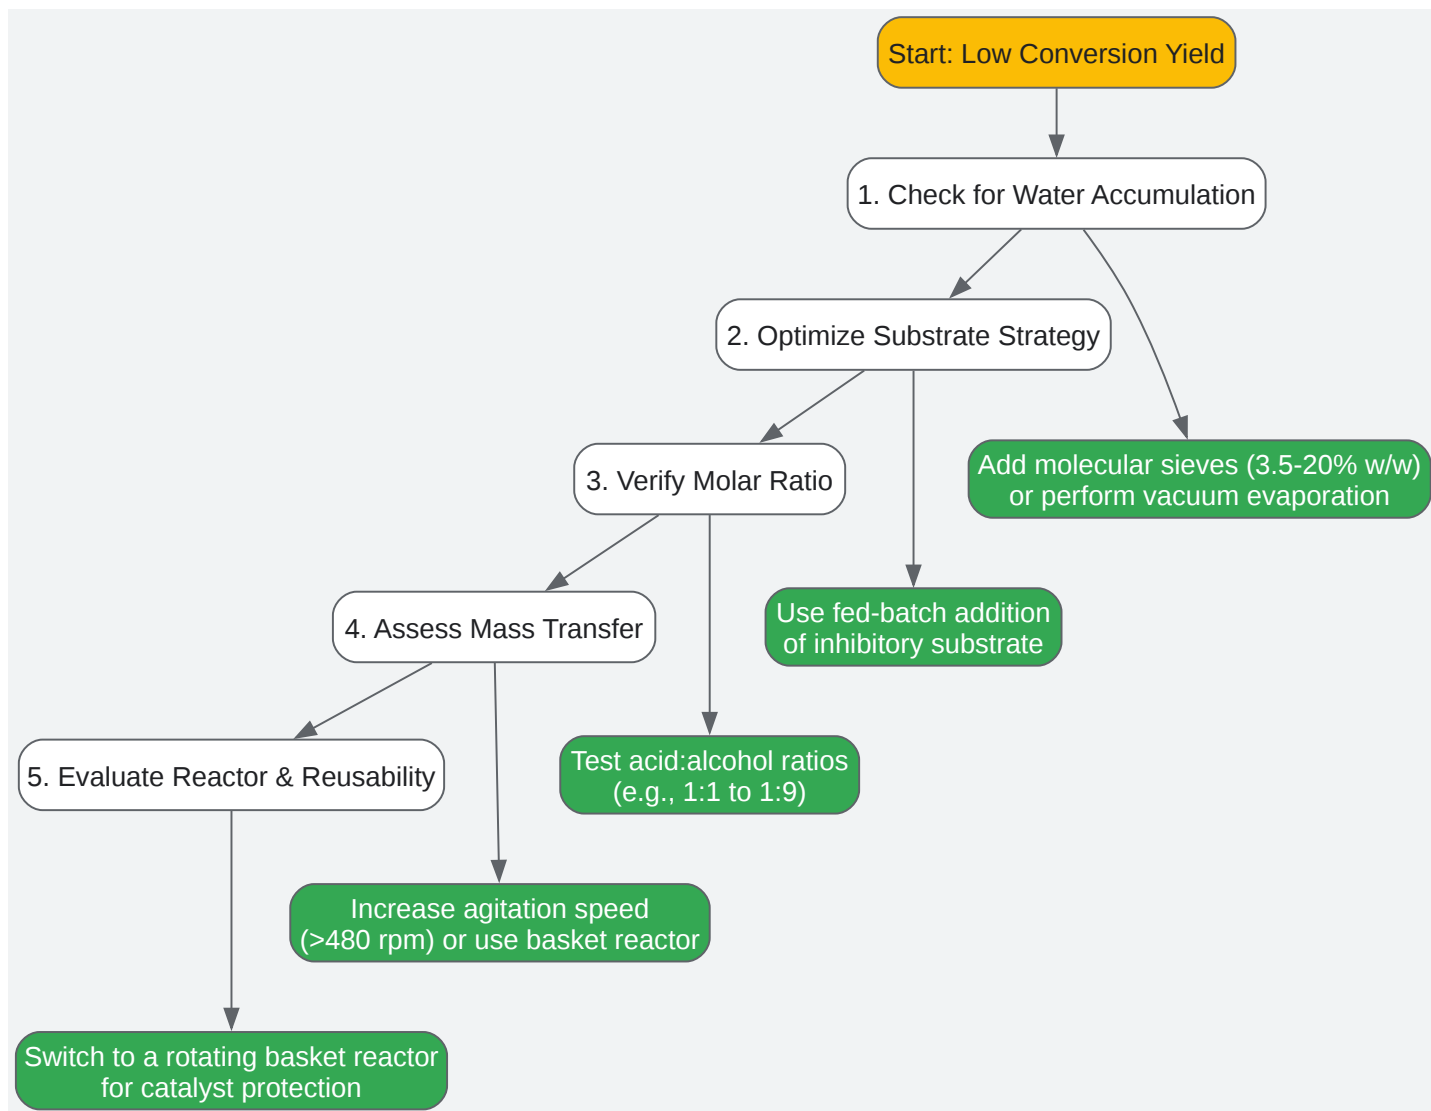 Start: Low Conversion Yield
1. Check for Water Accumulation
2. Optimize Substrate Strategy
Add molecular sieves (3.5-20% w/w)
or perform vacuum evaporation
3. Verify Molar Ratio
Use fed-batch addition
of inhibitory substrate
4. Assess Mass Transfer
Test acid:alcohol ratios
(e.g., 1:1 to 1:9)
5. Evaluate Reactor & Reusability
Increase agitation speed
(>480 rpm) or use basket reactor
Switch to a rotating basket reactor
for catalyst protection